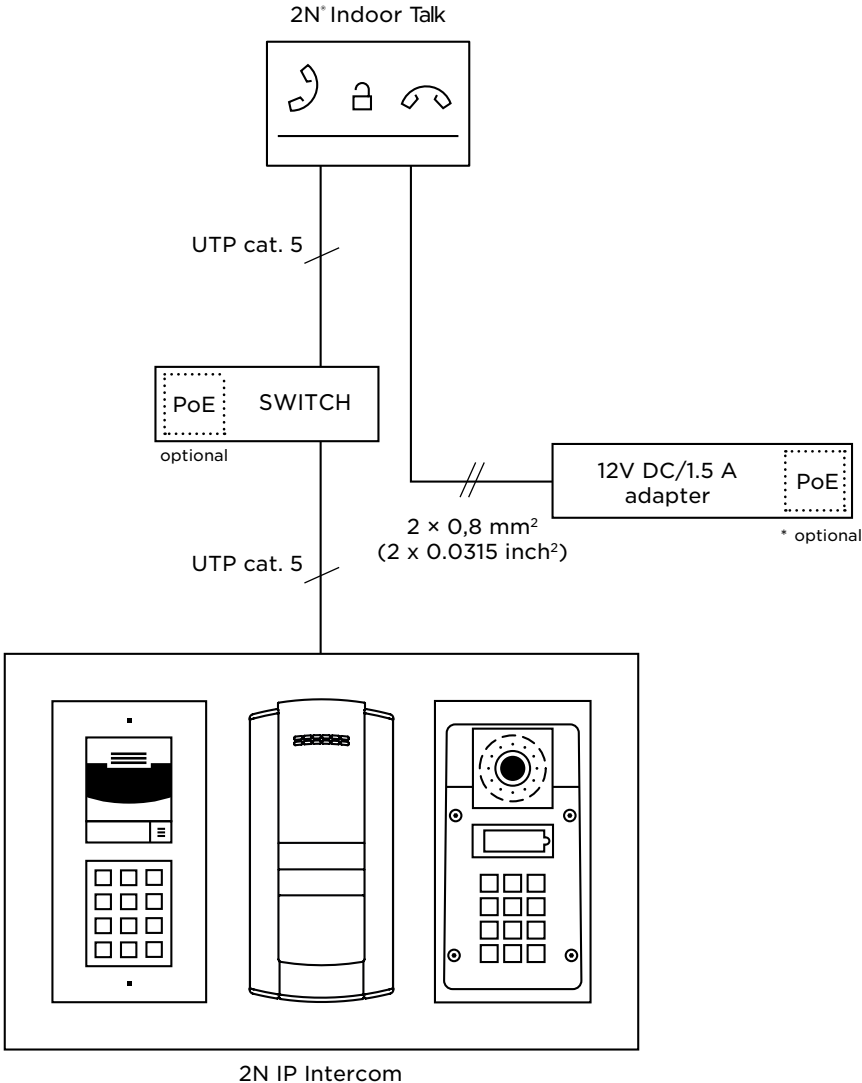 2N® Indoor Talk
UTP cat. 5
PoE
SWITCH
optional
12V DC/1.5 A
adapter
PoE
* optional
2 × 0,8 mm²
(2 x 0.0315 inch²)
UTP cat. 5
2N IP Intercom